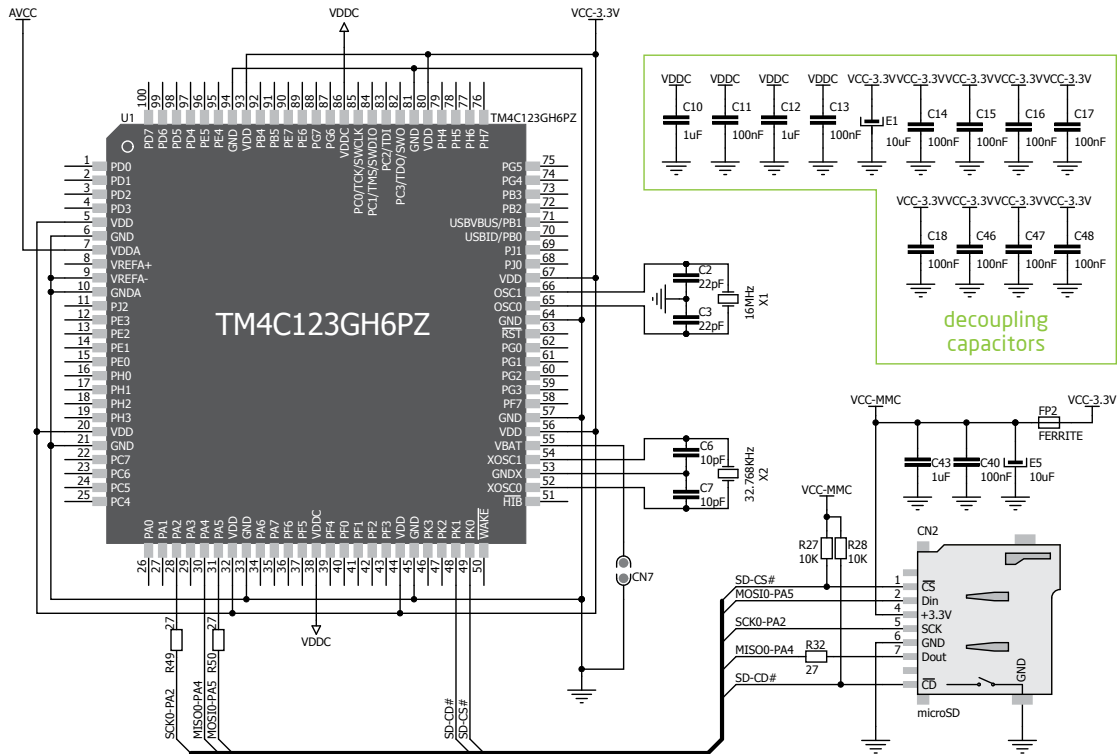 AVCC
VDDC
VCC-3.3V
100
99
98
97
96
95
94
93
92
91
90
89
88
87
86
85
84
83
82
81
80
79
78
77
76
U1
TM4C123GH6PZ
PD7
PD6
PD5
PD4
PE5
PE4
GND
VDD
PB4
PB5
PE7
PE6
PG7
PG6
VDDC
PC0/TCK/SWCLK
PC1/TMS/SWDIO
PC2/TDI
PC3/TDO/SWO
GND
VDD
PH4
PH5
PH6
PH7
1 PD0
2 PD1
3 PD2
4 PD3
5 VDD
6 GND
7 VDDA
8 VREFA+
9 VREFA-
10 GNDA
11 PJ2
12 PE3
13 PE2
14 PE1
15 PE0
16 PH0
17 PH1
18 PH2
19 PH3
20 VDD
21 GND
22 PC7
23 PC6
24 PC5
25 PC4
TM4C123GH6PZ
PG5 75
PG4 74
PB3 73
PB2 72
USBVBUS/PB1 71
USBID/PB0 70
PJ1 69
PJ0 68
VDD 67
OSC1 66
OSC0 65
GND 64
RST 63
PG0 62
PG1 61
PG2 60
PG3 59
PF7 58
GND 57
VDD 56
VBAT 55
XOSC1 54
GNDX 53
XOSC0 52
HIB 51
PA0
PA1
PA2
PA3
PA4
PA5
VDD
GND
PA6
PA7
PF6
PF5
VDDC
PF4
PF0
PF1
PF2
PF3
VDD
GND
PK3
PK2
PK1
PK0
WAKE
26
27
28
29
30
31
32
33
34
35
36
37
38
39
40
41
42
43
44
45
46
47
48
49
50
VDDC
R49
27
R50
27
SCK0-PA2
MISO0-PA4
MOSI0-PA5
SD-CD#
SD-CS#
CN7
C2
22pF
C3
22pF
16MHz
X1
C6
10pF
C7
10pF
32.768KHz
X2
VDDC VDDC VDDC VDDC VCC-3.3V VCC-3.3V VCC-3.3V VCC-3.3V VCC-3.3V
C10 C11 C12 C13 E1 C14 C15 C16 C17
1uF 100nF 1uF 100nF 10uF 100nF 100nF 100nF 100nF
VCC-3.3V VCC-3.3V VCC-3.3V VCC-3.3V
C18 C46 C47 C48
100nF 100nF 100nF 100nF
decoupling
capacitors
VCC-MMC
FP2
VCC-3.3V
FERRITE
C43 C40 E5
1uF 100nF 10uF
VCC-MMC
R27 R28
10K 10K
CN2
SD-CS# 1 CS
MOSI0-PA5 2 Din
4 +3.3V
SCK0-PA2 5 SCK
6 GND
MISO0-PA4 R32 7 Dout
27
SD-CD# CD
GND
microSD